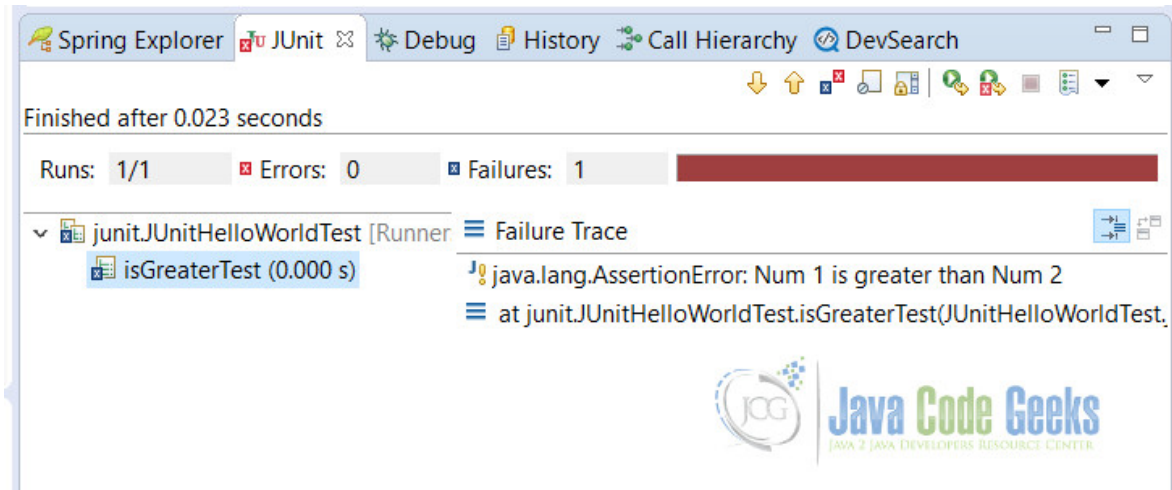 Spring Explorer JUnit Debug History Call Hierarchy DevSearch
Finished after 0.023 seconds
Runs: 1/1 Errors: 0 Failures: 1
junit.JUnitHelloWorldTest [Runner:
Failure Trace
isGreaterTest (0.000 s)
java.lang.AssertionError: Num 1 is greater than Num 2
at junit.JUnitHelloWorldTest.isGreaterTest(JUnitHelloWorldTest.
JCG
Java Code Geeks
JAVA 2 JAVA DEVELOPERS RESOURCE CENTER